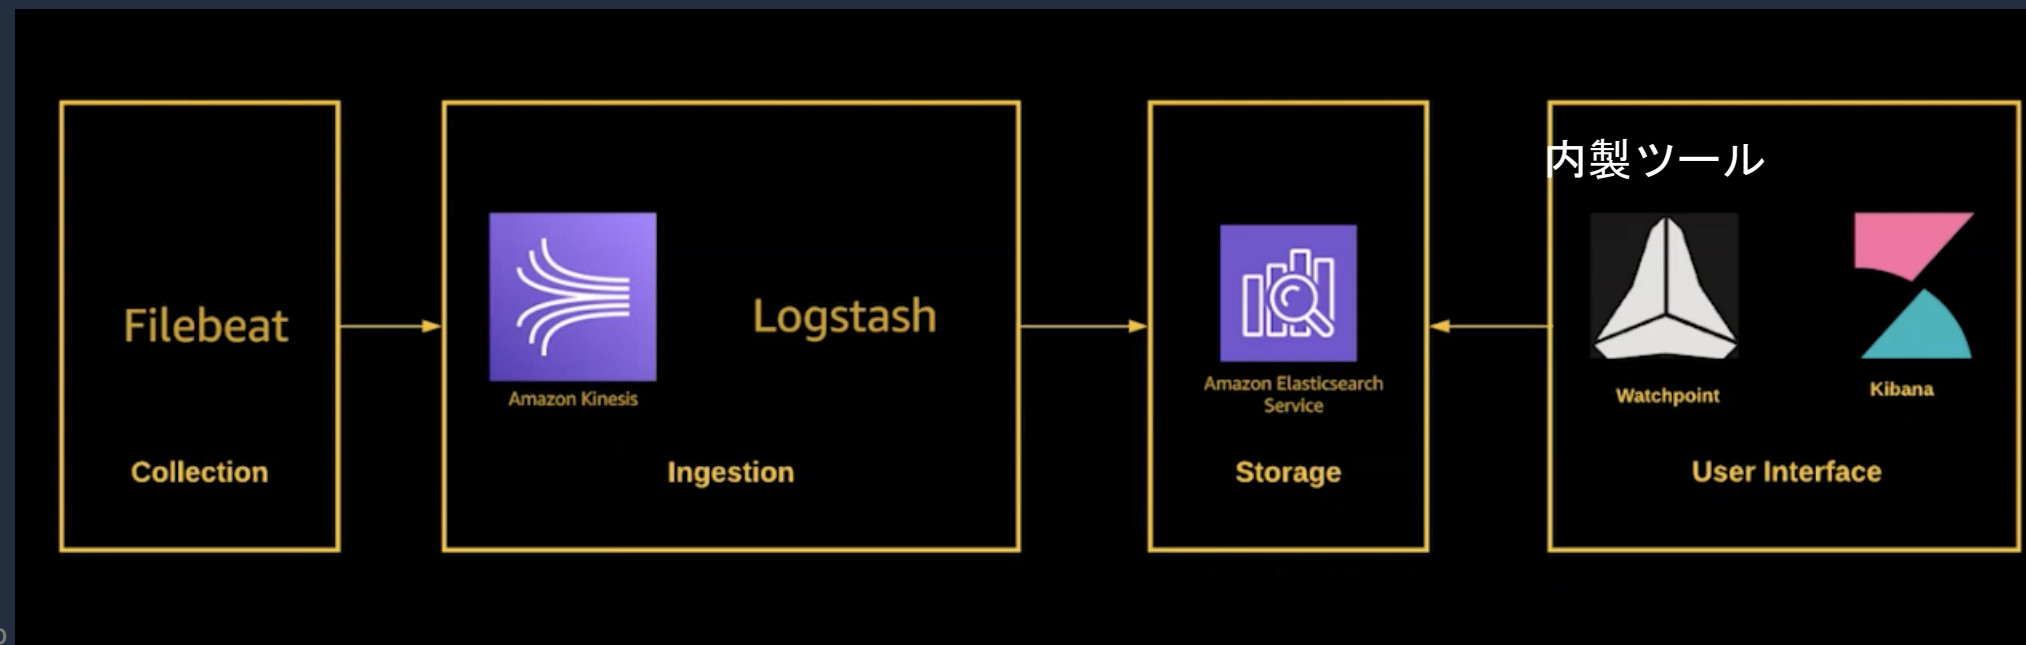 Filebeat
Collection
Amazon Kinesis
Logstash
Ingestion
Amazon Elasticsearch
Service
Storage
内製ツール
Watchpoint
Kibana
User Interface